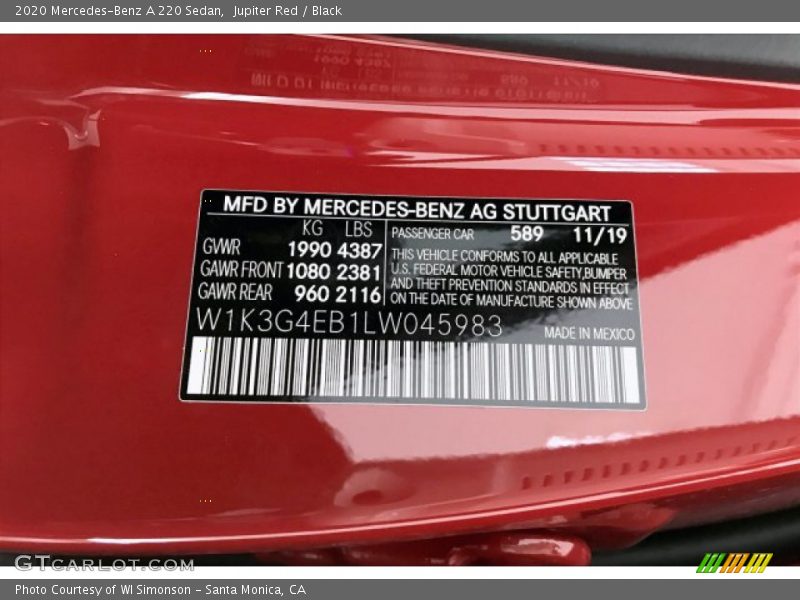 2020 Mercedes-Benz A 220 Sedan, Jupiter Red / Black
MFD BY MERCEDES-BENZ AG STUTTGART
KG LBS PASSENGER CAR 589 11/19
GVWR 1990 4387
GAWR FRONT 1080 2381
GAWR REAR 960 2116
THIS VEHICLE CONFORMS TO ALL APPLICABLE
U.S. FEDERAL MOTOR VEHICLE SAFETY,BUMPER
AND THEFT PREVENTION STANDARDS IN EFFECT
ON THE DATE OF MANUFACTURE SHOWN ABOVE
W1K3G4EB1LW045983 MADE IN MEXICO
GTCARLOT.COM
Photo Courtesy of WI Simonson - Santa Monica, CA